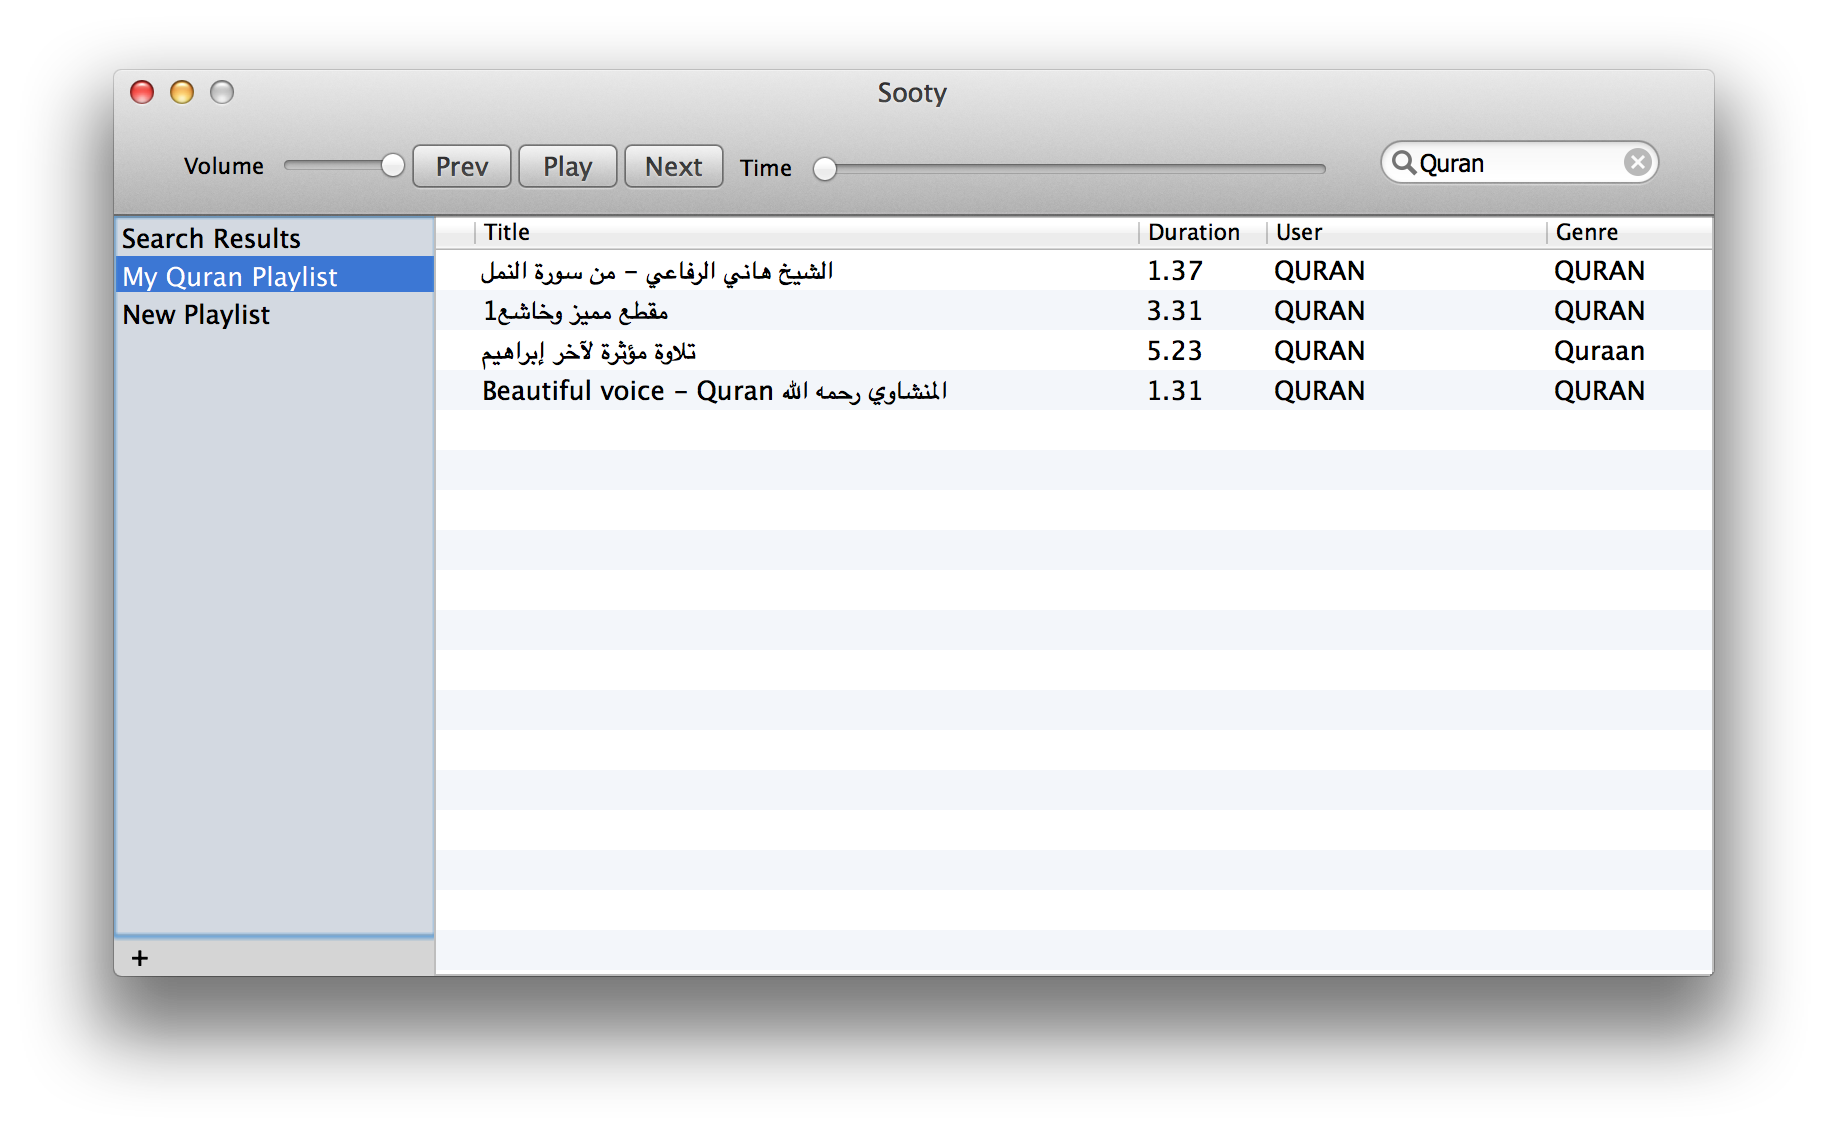 Sooty
Volume Prev Play Next Time Quran
Search Results
My Quran Playlist
New Playlist
+
Title Duration User Genre
الشيخ هاني الرفاعي - من سورة النمل 1.37 QURAN QURAN
مقطع مميز وخاشع1 3.31 QURAN QURAN
تلاوة مؤثرة لآخر إبراهيم 5.23 QURAN Quraan
Beautiful voice - Quran المنشاوي رحمه الله 1.31 QURAN QURAN